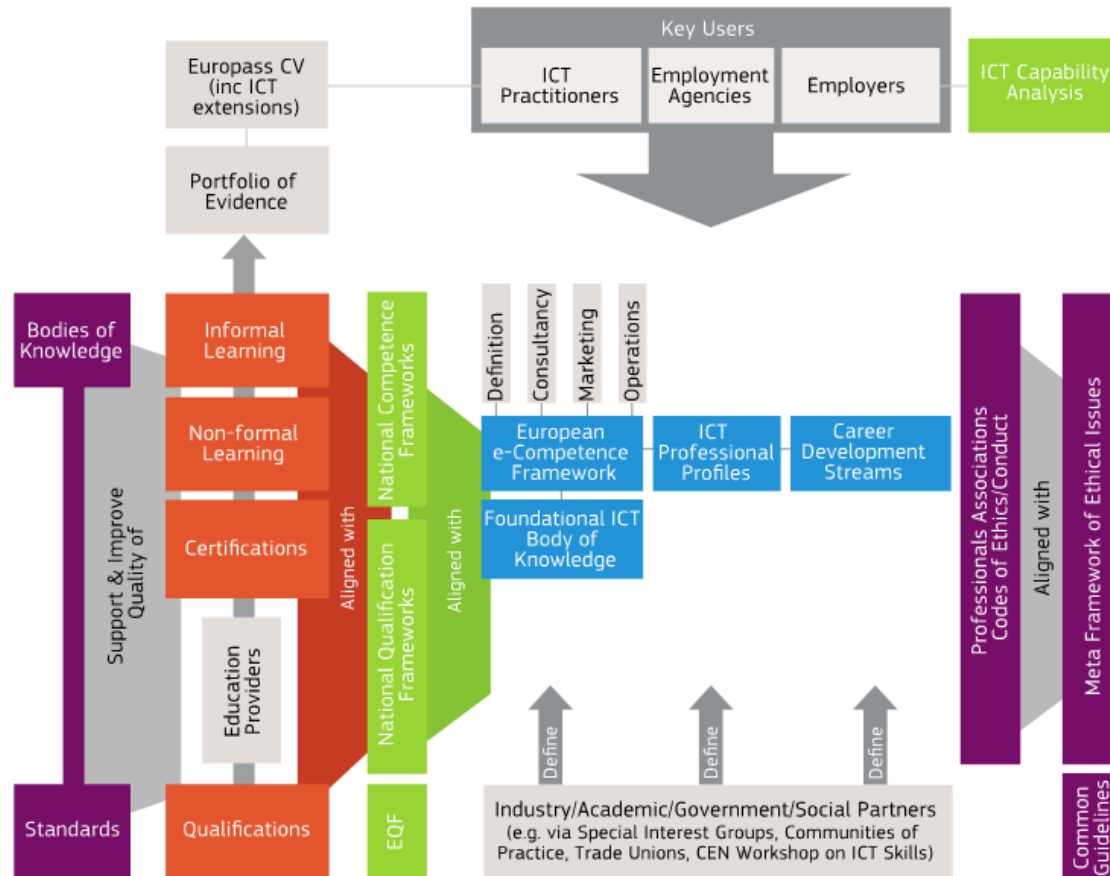 Key Users
Europass CV
(inc ICT
extensions)
ICT
Practitioners
Employment
Agencies
Employers
ICT Capability
Analysis
Portfolio of
Evidence
Bodies of
Knowledge
Support & Improve
Quality of
Standards
Informal
Learning
Non-formal
Learning
Certifications
Education
Providers
Qualifications
Aligned with
National Competence
Frameworks
National Qualification
Frameworks
EQF
Aligned with
Definition
Consultancy
Marketing
Operations
European
e-Competence
Framework
ICT
Professional
Profiles
Career
Development
Streams
Foundational ICT
Body of
Knowledge
Define
Define
Define
Industry/Academic/Government/Social Partners
(e.g. via Special Interest Groups, Communities of
Practice, Trade Unions, CEN Workshop on ICT Skills)
Professionals Associations
Codes of Ethics/Conduct
Aligned with
Meta Framework of Ethical Issues
Common
Guidelines